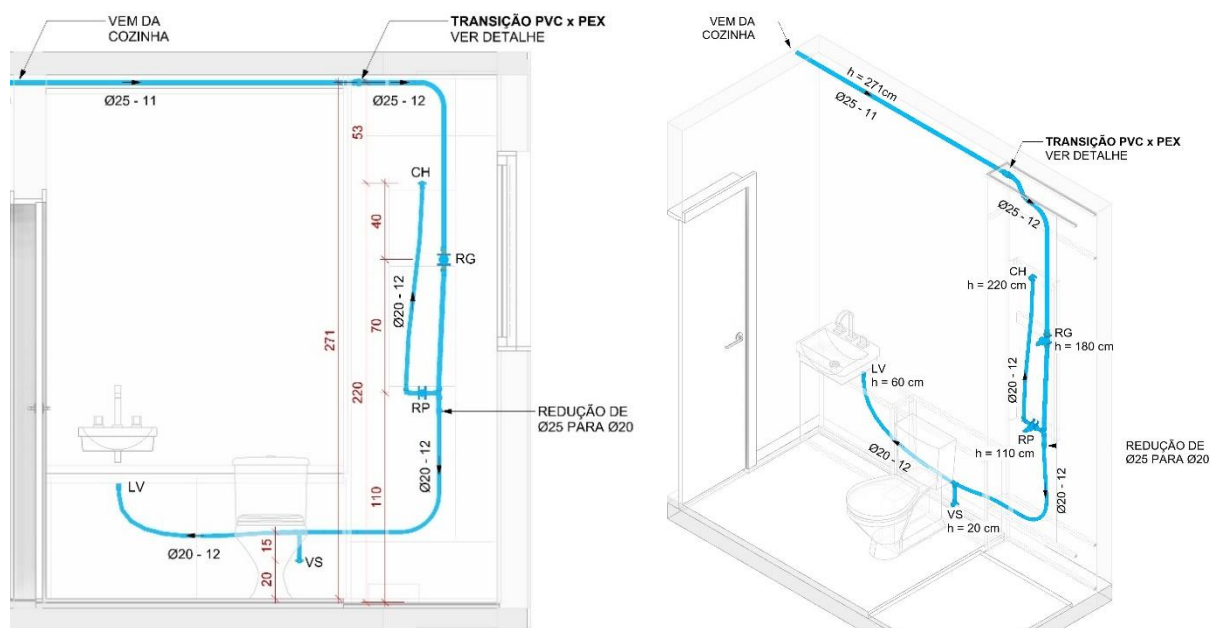 VEM DA
COZINHA
TRANSIÇÃO PVC x PEX
VER DETALHE
Ø25 - 11
Ø25 - 12
53
CH
40
RG
Ø20 - 12
70
271
220
RP
REDUÇÃO DE
Ø25 PARA Ø20
Ø20 - 12
LV
110
Ø20 - 12
15
VS
20
VEM DA
COZINHA
h = 271cm
Ø25 - 11
TRANSIÇÃO PVC x PEX
VER DETALHE
Ø25 - 12
CH
h = 220 cm
RG
h = 180 cm
LV
h = 60 cm
Ø20 - 12
RP
h = 110 cm
REDUÇÃO DE
Ø25 PARA Ø20
Ø20 - 12
Ø20 - 12
VS
h = 20 cm